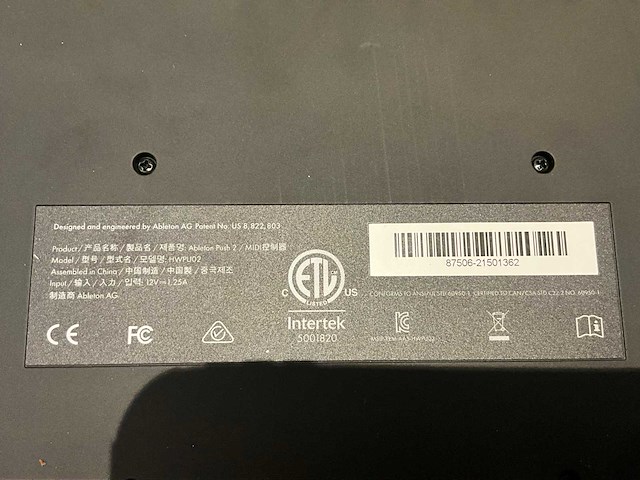 Designed and engineered by Ableton AG Patent No. US 8,822,803
Product / 产品名称 / 製品名 / 제품명: Ableton Push 2 / MIDI控制器
Model / 型号 / 型式名 / 모델명: HWPU02
Assembled in China / 中国制造 / 中国製 / 중국제조
Input / 输入 / 入力 / 입력: 12V 1.25A
制造商 Ableton AG
87506-21501362
C ETL US
LISTED
CONFORMS TO ANSI/UL STD 60950-1, CERTIFIED TO CAN/CSA STD C22.2 NO. 60950-1
Intertek
5001820
CE FC